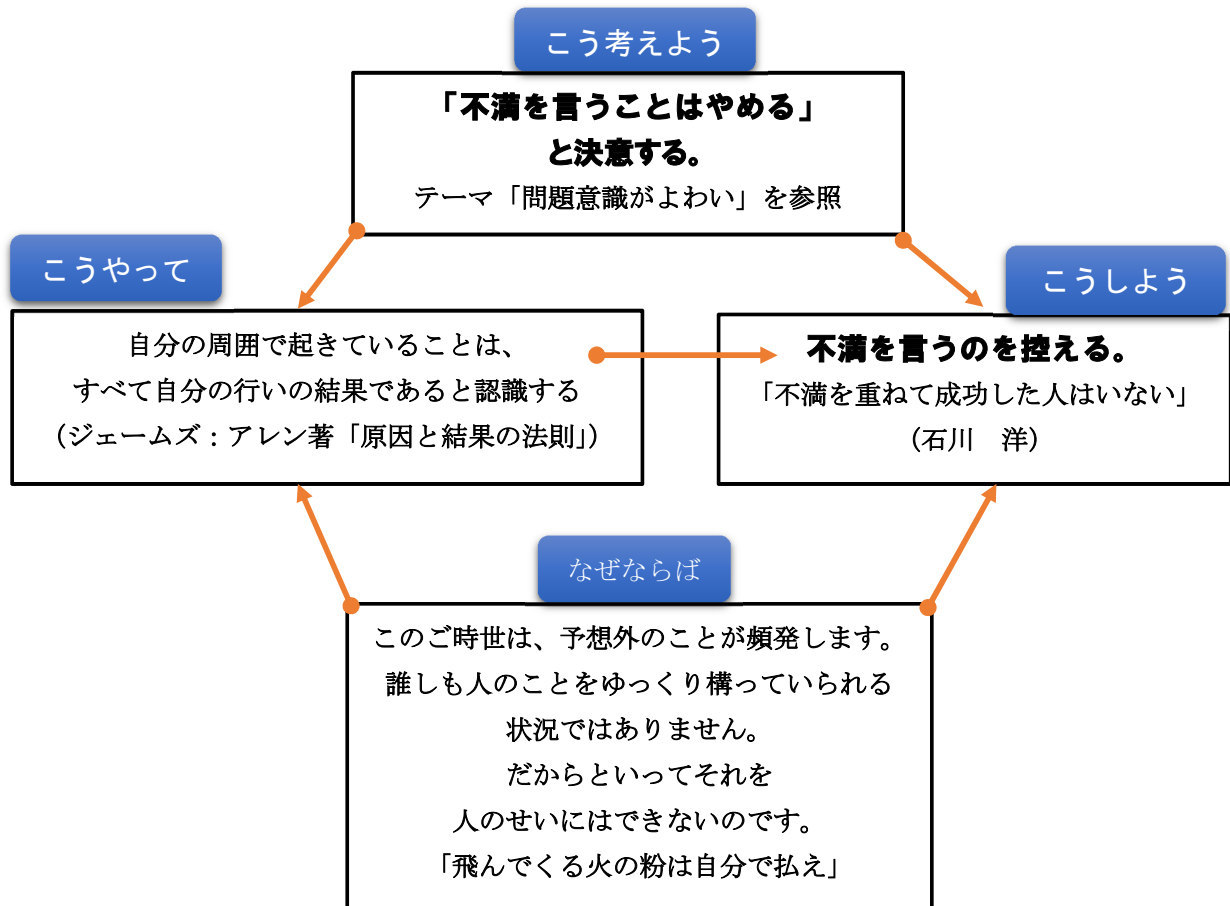 こう考えよう
「不満を言うことはやめる」
と決意する。
テーマ「問題意識がよわい」を参照
こうやって
自分の周囲で起きていることは、
すべて自分の行いの結果であると認識する
（ジェームズ：アレン著「原因と結果の法則」）
こうしよう
不満を言うのを控える。
「不満を重ねて成功した人はいない」
（石川　洋）
なぜならば
このご時世は、予想外のことが頻発します。
誰しも人のことをゆっくり構っていられる
状況ではありません。
だからといってそれを
人のせいにはできないのです。
「飛んでくる火の粉は自分で払え」